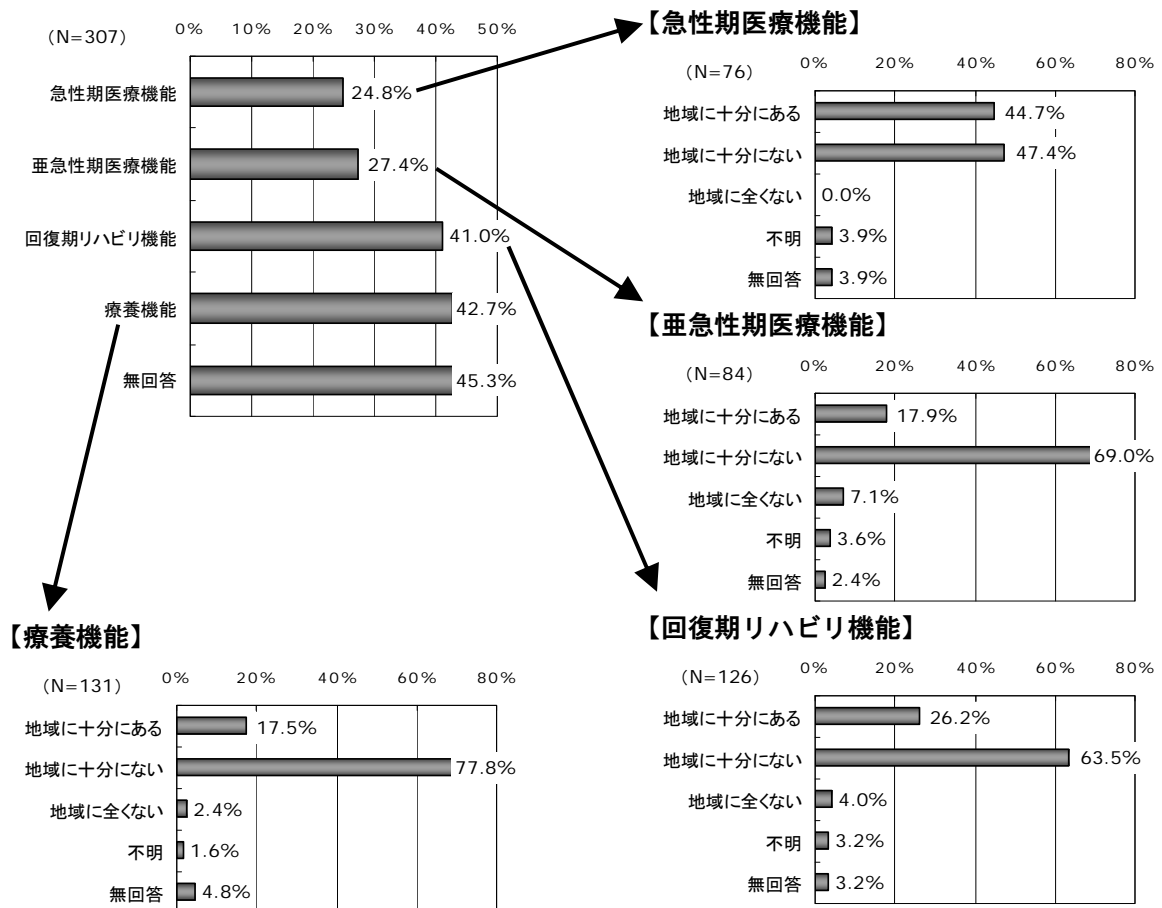 (N=307)
0% 10% 20% 30% 40% 50%
急性期医療機能 24.8%
亜急性期医療機能 27.4%
回復期リハビリ機能 41.0%
療養機能 42.7%
無回答 45.3%
【急性期医療機能】
(N=76)
0% 20% 40% 60% 80%
地域に十分にある 44.7%
地域に十分にない 47.4%
地域に全くない 0.0%
不明 3.9%
無回答 3.9%
【亜急性期医療機能】
(N=84)
0% 20% 40% 60% 80%
地域に十分にある 17.9%
地域に十分にない 69.0%
地域に全くない 7.1%
不明 3.6%
無回答 2.4%
【療養機能】
(N=131)
0% 20% 40% 60% 80%
地域に十分にある 17.5%
地域に十分にない 77.8%
地域に全くない 2.4%
不明 1.6%
無回答 4.8%
【回復期リハビリ機能】
(N=126)
0% 20% 40% 60% 80%
地域に十分にある 26.2%
地域に十分にない 63.5%
地域に全くない 4.0%
不明 3.2%
無回答 3.2%